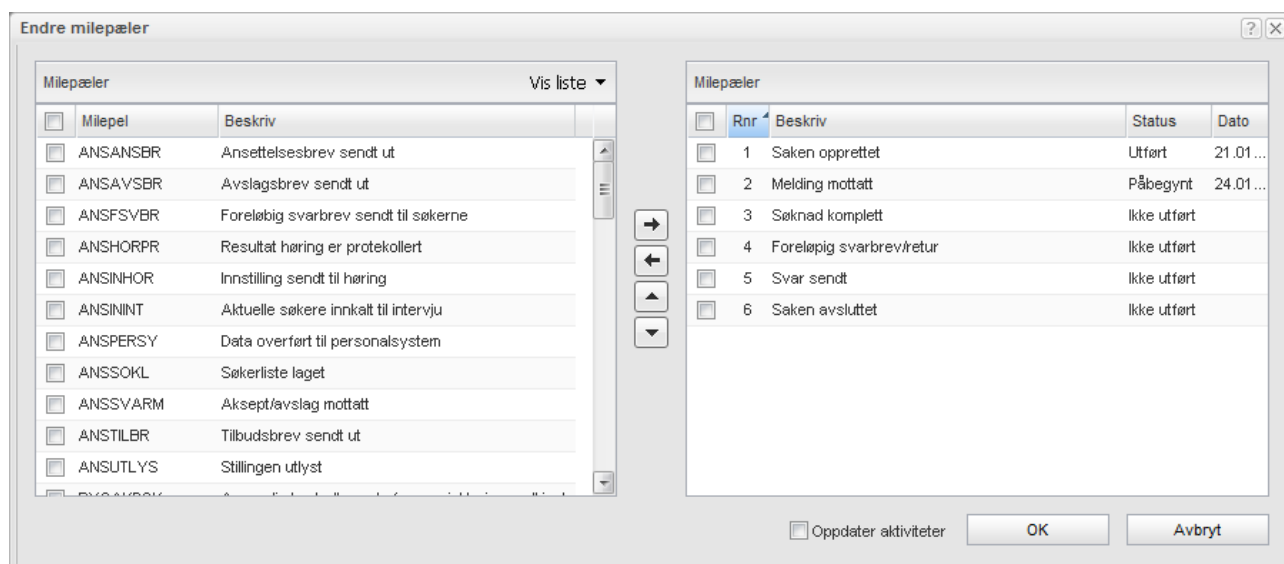 Endre milepæler
Milepæler Vis liste
Milepel Beskriv
ANSANSBR Ansettelsesbrev sendt ut
ANSAVSBR Avslagsbrev sendt ut
ANSFSVBR Foreløbig svarbrev sendt til søkerne
ANSHORPR Resultat høring er protekollert
ANSINHOR Innstilling sendt til høring
ANSININT Aktuelle søkere innkalt til intervju
ANSPERSY Data overført til personalsystem
ANSSOKL Søkerliste laget
ANSSVARM Aksept/avslag mottatt
ANSTILBR Tilbudsbrev sendt ut
ANSUTLYS Stillingen utlyst
Milepæler
Rnr Beskriv Status Dato
1 Saken opprettet Utført 21.01...
2 Melding mottatt Påbegynt 24.01...
3 Søknad komplett Ikke utført
4 Foreløpig svarbrev/retur Ikke utført
5 Svar sendt Ikke utført
6 Saken avsluttet Ikke utført
Oppdater aktiviteter OK Avbryt